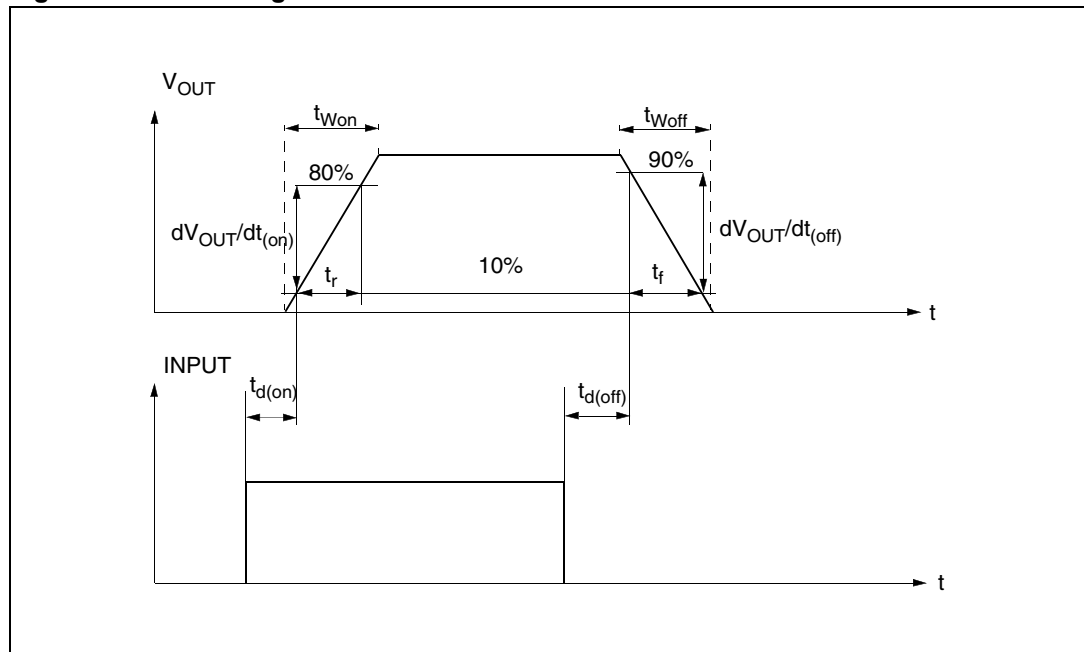 V_OUT
t_Won
t_Woff
80%
90%
dV_OUT/dt_(on)
dV_OUT/dt_(off)
t_r
10%
t_f
t
INPUT
t_d(on)
t_d(off)
t